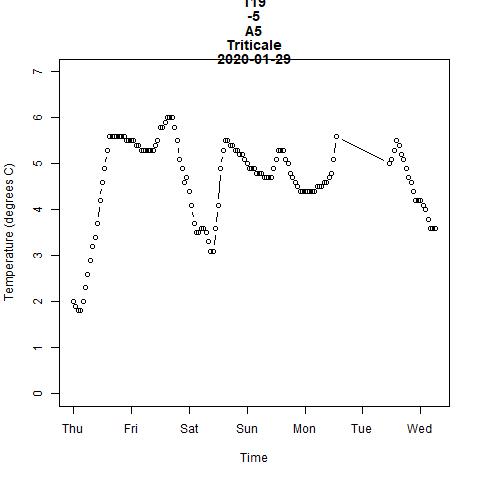 T19
-5
A5
Triticale
2020-01-29
7
6
5
4
3
2
1
0
Temperature (degrees C)
Thu Fri Sat Sun Mon Tue Wed
Time